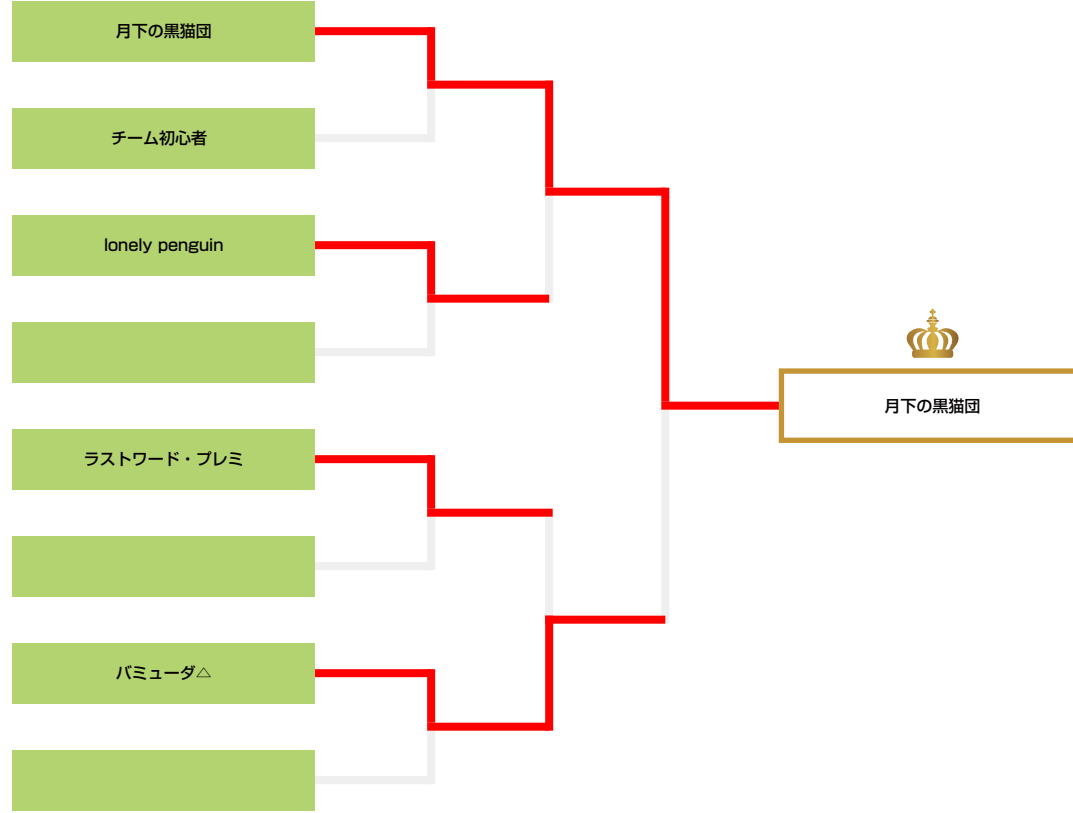 月下の黒猫団
チーム初心者
lonely penguin
ラストワード・プレミ
バミューダ△
月下の黒猫団